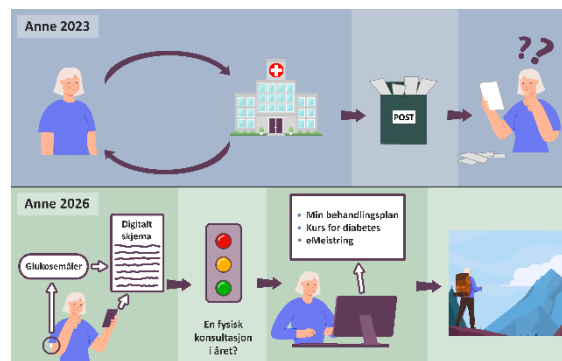 Anne 2023
??
POST
Anne 2026
Digitalt
skjema
Glukosemåler
En fysisk
konsultasjon
i året?
• Min behandlingsplan
• Kurs for diabetes
• eMeistring